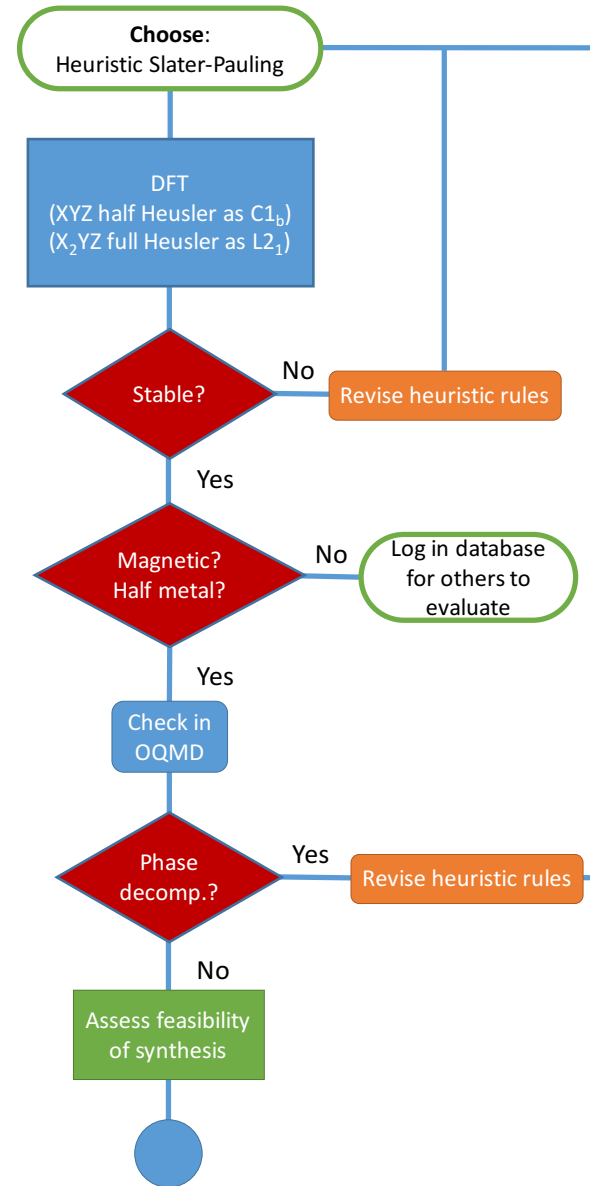 Choose:
Heuristic Slater-Pauling
DFT
(XYZ half Heusler as C1b)
(X2YZ full Heusler as L21)
Stable?
No
Revise heuristic rules
Yes
Magnetic?
Half metal?
No
Log in database
for others to
evaluate
Yes
Check in
OQMD
Phase
decomp.?
Yes
Revise heuristic rules
No
Assess feasibility
of synthesis